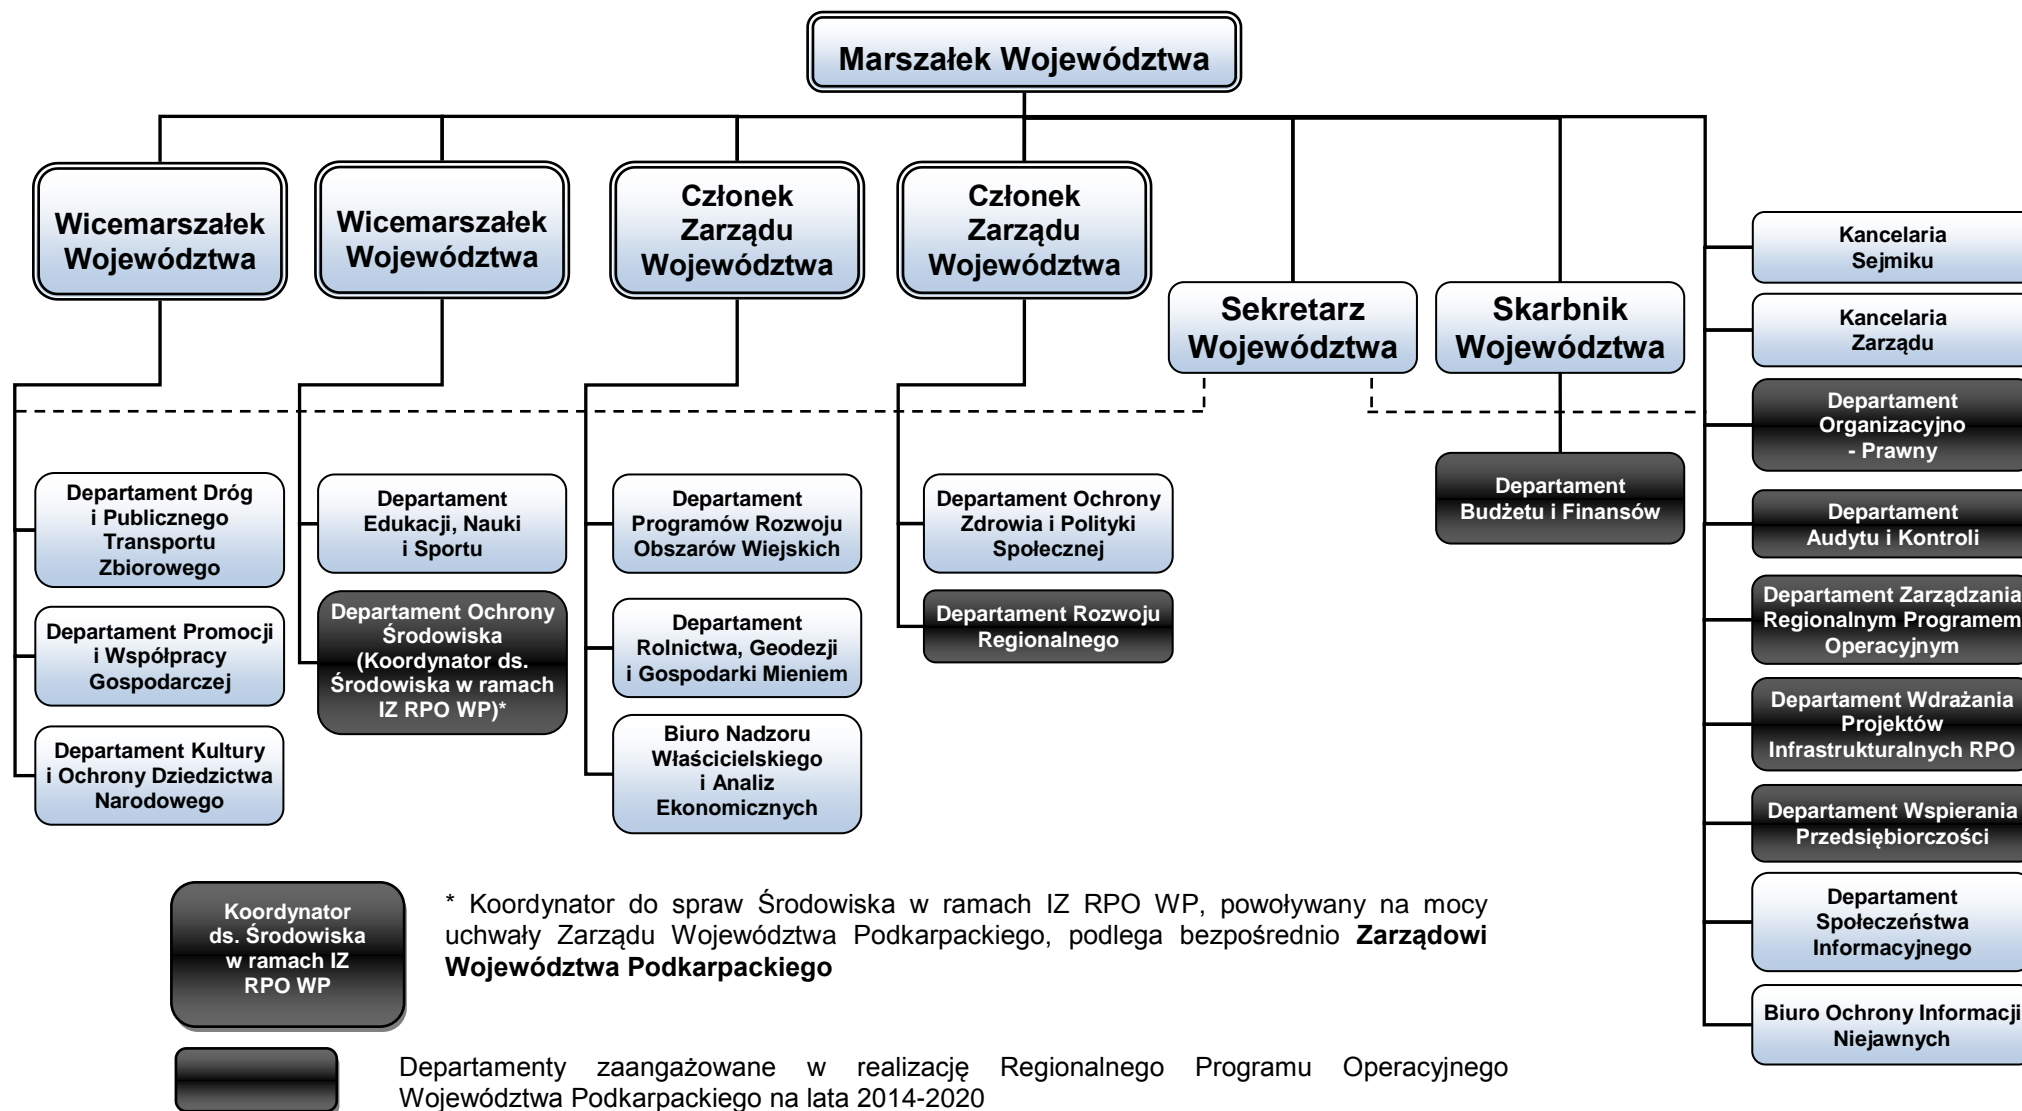 Marszałek Województwa
Wicemarszałek
Województwa
Wicemarszałek
Województwa
Członek
Zarządu
Województwa
Członek
Zarządu
Województwa
Sekretarz
Województwa
Skarbnik
Województwa
Departament Dróg
i Publicznego
Transportu
Zbiorowego
Departament Promocji
i Współpracy
Gospodarczej
Departament Kultury
i Ochrony Dziedzictwa
Narodowego
Departament
Edukacji, Nauki
i Sportu
Departament Ochrony
Środowiska
(Koordynator ds.
Środowiska w ramach
IZ RPO WP)*
Departament
Programów Rozwoju
Obszarów Wiejskich
Departament
Rolnictwa, Geodezji
i Gospodarki Mieniem
Biuro Nadzoru
Właścicielskiego
i Analiz
Ekonomicznych
Departament Ochrony
Zdrowia i Polityki
Społecznej
Departament Rozwoju
Regionalnego
Departament
Budżetu i Finansów
Kancelaria
Sejmiku
Kancelaria
Zarządu
Departament
Organizacyjno
- Prawny
Departament
Audytu i Kontroli
Departament Zarządzania
Regionalnym Programem
Operacyjnym
Departament Wdrażania
Projektów
Infrastrukturalnych RPO
Departament Wspierania
Przedsiębiorczości
Departament
Społeczeństwa
Informacyjnego
Biuro Ochrony Informacji
Niejawnych
Koordynator
ds. Środowiska
w ramach IZ
RPO WP
* Koordynator do spraw Środowiska w ramach IZ RPO WP, powoływany na mocy
uchwały Zarządu Województwa Podkarpackiego, podlega bezpośrednio Zarządowi
Województwa Podkarpackiego
Departamenty zaangażowane w realizację Regionalnego Programu Operacyjnego
Województwa Podkarpackiego na lata 2014-2020